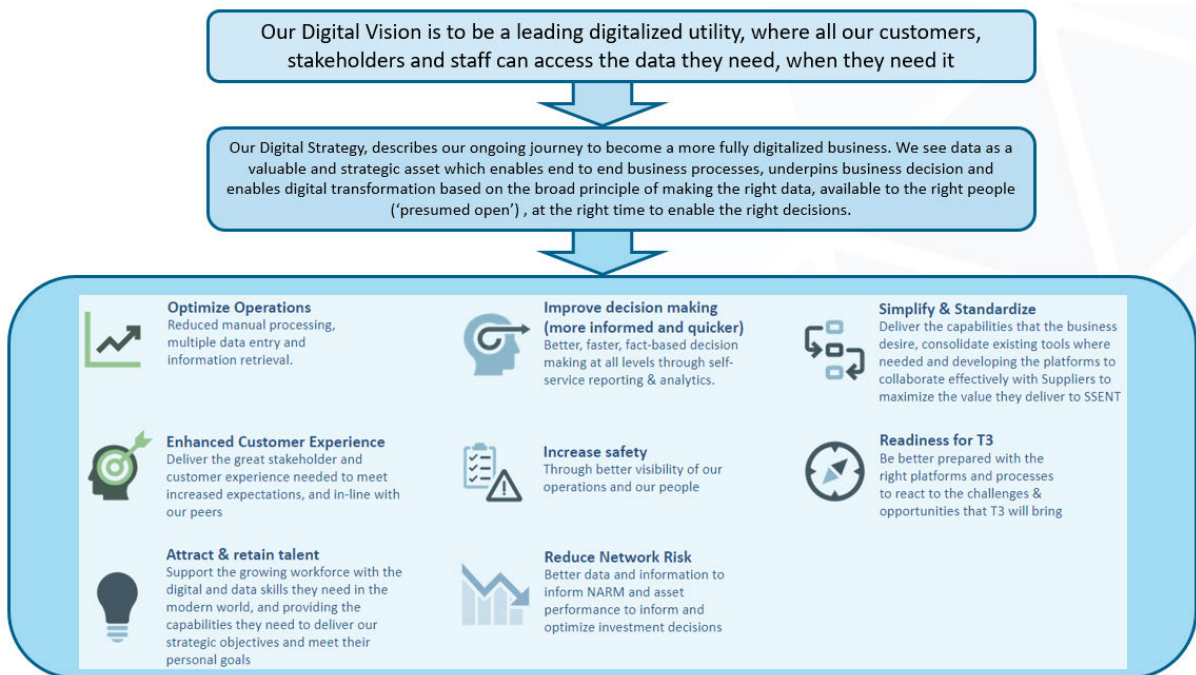 Our Digital Vision is to be a leading digitalized utility, where all our customers,
stakeholders and staff can access the data they need, when they need it
Our Digital Strategy, describes our ongoing journey to become a more fully digitalized business. We see data as a
valuable and strategic asset which enables end to end business processes, underpins business decision and
enables digital transformation based on the broad principle of making the right data, available to the right people
(‘presumed open’) , at the right time to enable the right decisions.
Optimize Operations
Reduced manual processing,
multiple data entry and
information retrieval.
Improve decision making
(more informed and quicker)
Better, faster, fact-based decision
making at all levels through self-
service reporting & analytics.
Simplify & Standardize
Deliver the capabilities that the business
desire, consolidate existing tools where
needed and developing the platforms to
collaborate effectively with Suppliers to
maximize the value they deliver to SSENT
Enhanced Customer Experience
Deliver the great stakeholder and
customer experience needed to meet
increased expectations, and in-line with
our peers
Increase safety
Through better visibility of our
operations and our people
Readiness for T3
Be better prepared with the
right platforms and processes
to react to the challenges &
opportunities that T3 will bring
Attract & retain talent
Support the growing workforce with the
digital and data skills they need in the
modern world, and providing the
capabilities they need to deliver our
strategic objectives and meet their
personal goals
Reduce Network Risk
Better data and information to
inform NARM and asset
performance to inform and
optimize investment decisions